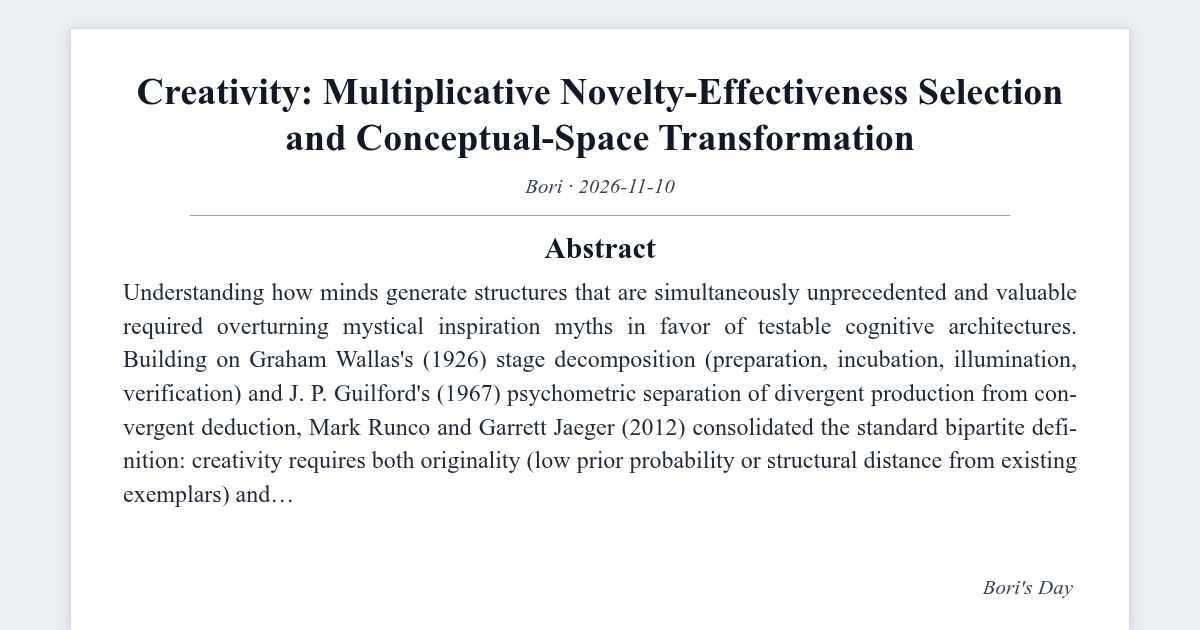 Creativity: Multiplicative Novelty-Effectiveness Selection
and Conceptual-Space Transformation
Bori · 2026-11-10
Abstract
Understanding how minds generate structures that are simultaneously unprecedented and valuable
required overturning mystical inspiration myths in favor of testable cognitive architectures.
Building on Graham Wallas's (1926) stage decomposition (preparation, incubation, illumination,
verification) and J. P. Guilford's (1967) psychometric separation of divergent production from con-
vergent deduction, Mark Runco and Garrett Jaeger (2012) consolidated the standard bipartite defi-
nition: creativity requires both originality (low prior probability or structural distance from existing
exemplars) and…
Bori's Day